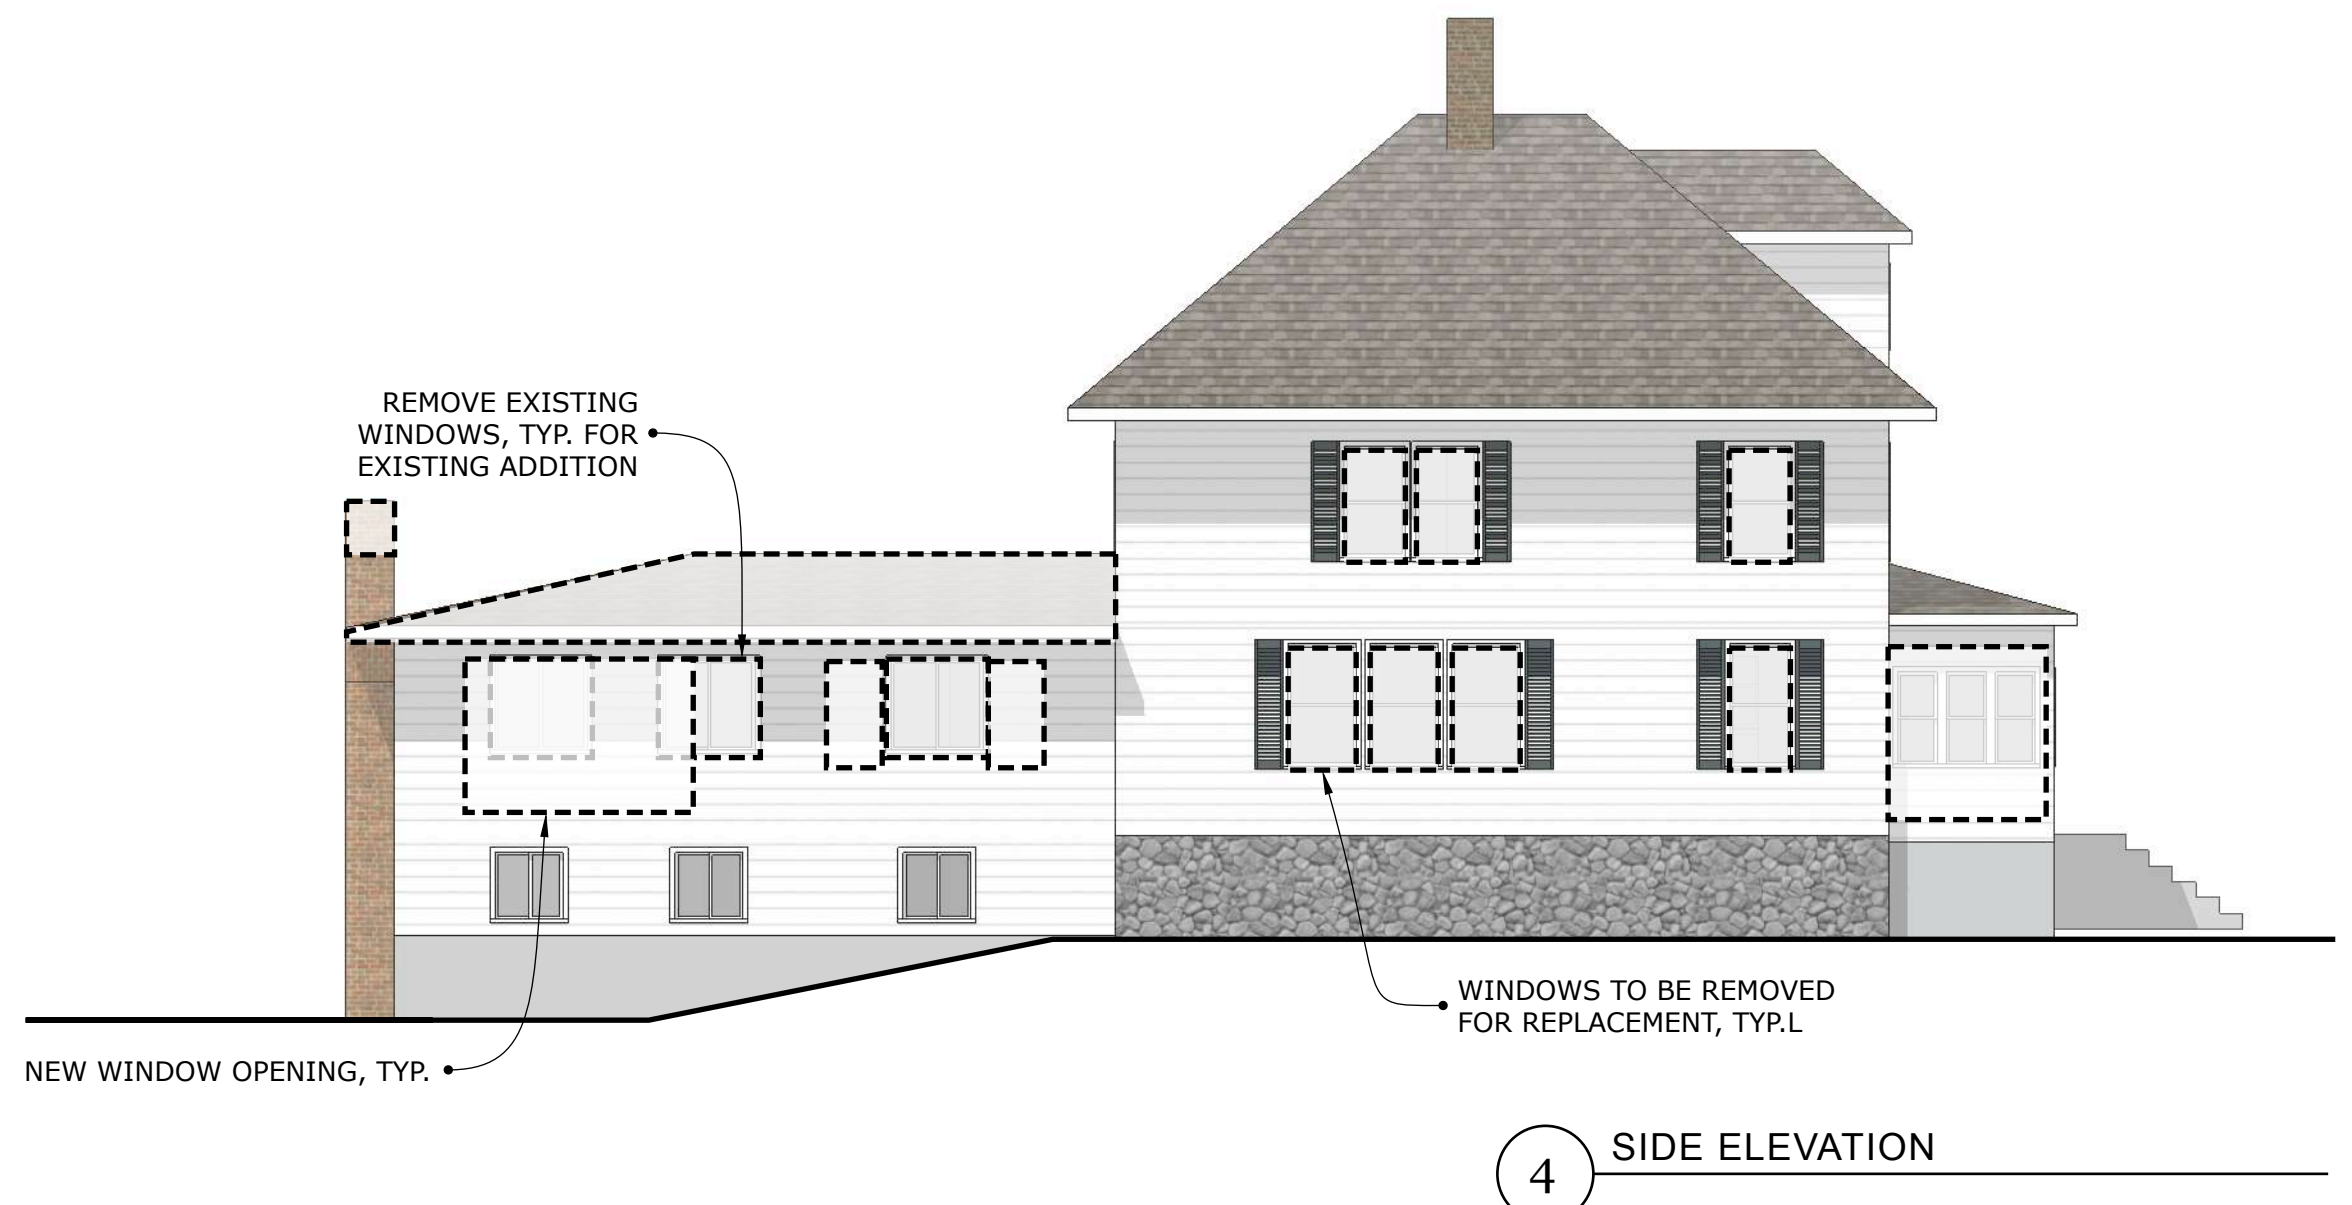 REMOVE EXISTING
WINDOWS, TYP. FOR
EXISTING ADDITION
WINDOWS TO BE REMOVED
FOR REPLACEMENT, TYP.L
NEW WINDOW OPENING, TYP.
4
SIDE ELEVATION